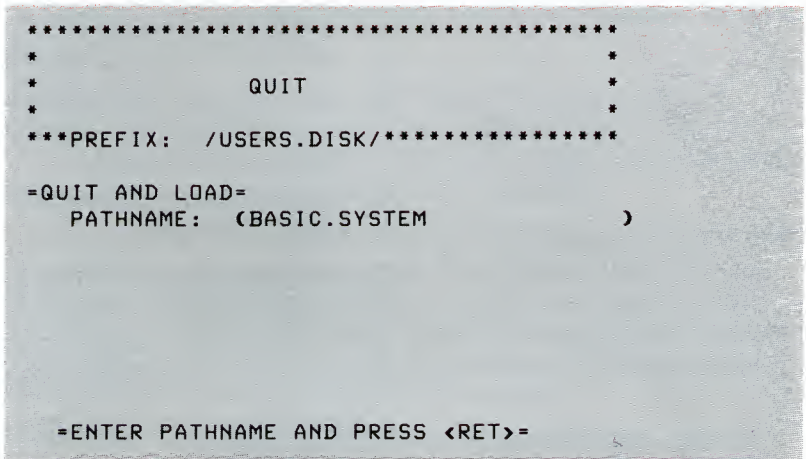 ****************************************
*                                      *
*              QUIT                    *
*                                      *
***PREFIX:  /USERS.DISK/****************
=QUIT AND LOAD=
PATHNAME:  (BASIC.SYSTEM              )
=ENTER PATHNAME AND PRESS <RET>=